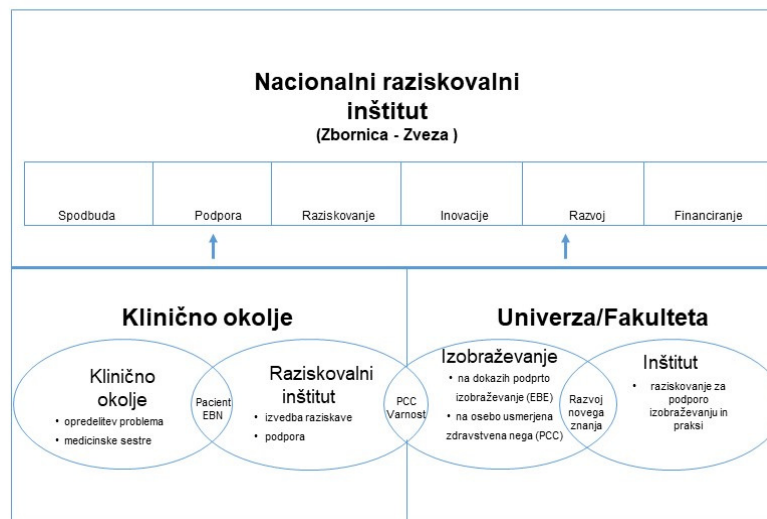 Nacionalni raziskovalni
inštitut
(Zbornica - Zveza )
Spodbuda
Podpora
Raziskovanje
Inovacije
Razvoj
Financiranje
Klinično okolje
Univerza/Fakulteta
Klinično
okolje
• opredelitev problema
• medicinske sestre
Pacient
EBN
Raziskovalni
inštitut
• izvedba raziskave
• podpora
PCC
Varnost
Izobraževanje
• na dokazih podprto
izobraževanje (EBE)
• na osebo usmerjena
zdravstvena nega (PCC)
Razvoj
novega
znanja
Inštitut
• raziskovanje za
podporo
izobraževanju in
praksi